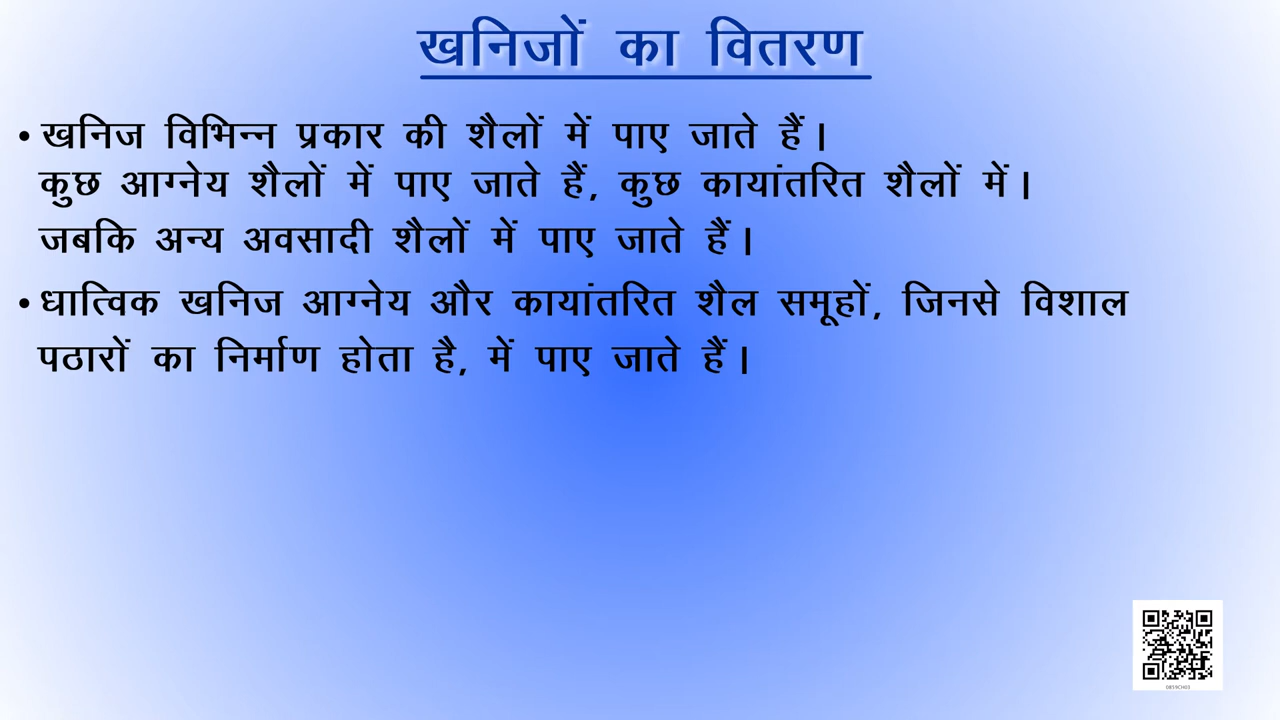 खनिजों का वितरण
• खनिज विभिन्न प्रकार की शैलों में पाए जाते हैं।
कुछ आग्नेय शैलों में पाए जाते हैं, कुछ कायांतरित शैलों में।
जबकि अन्य अवसादी शैलों में पाए जाते हैं।
• धात्विक खनिज आग्नेय और कायांतरित शैल समूहों, जिनसे विशाल
पठारों का निर्माण होता है, में पाए जाते हैं।